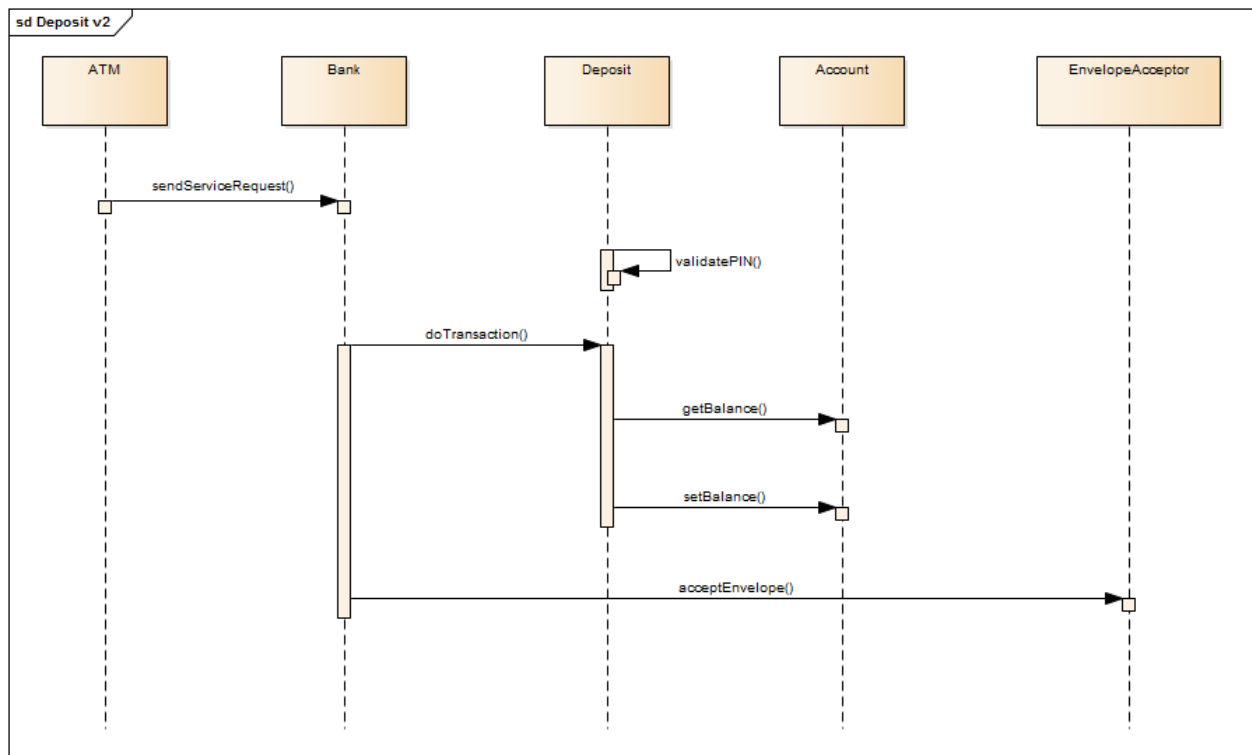 sd Deposit v2
ATM
Bank
Deposit
Account
EnvelopeAcceptor
sendServiceRequest()
validatePIN()
doTransaction()
getBalance()
setBalance()
acceptEnvelope()